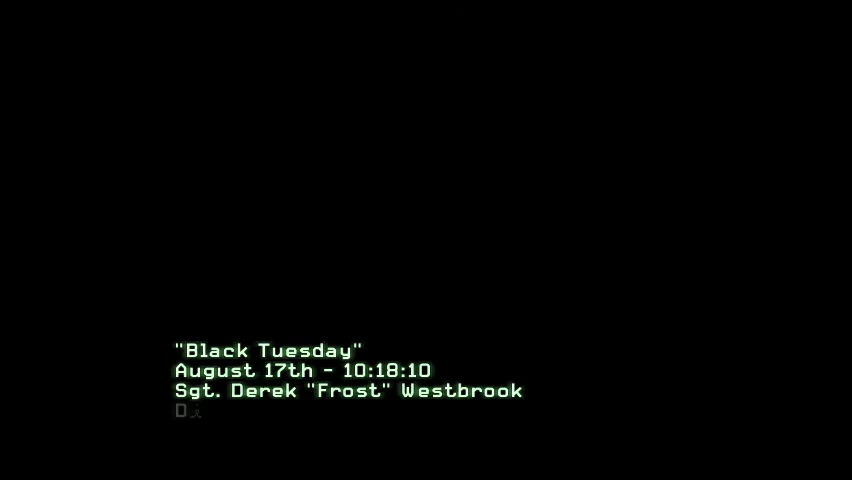 "Black Tuesday"
August 17th - 10:18:10
Sgt. Derek "Frost" Westbrook